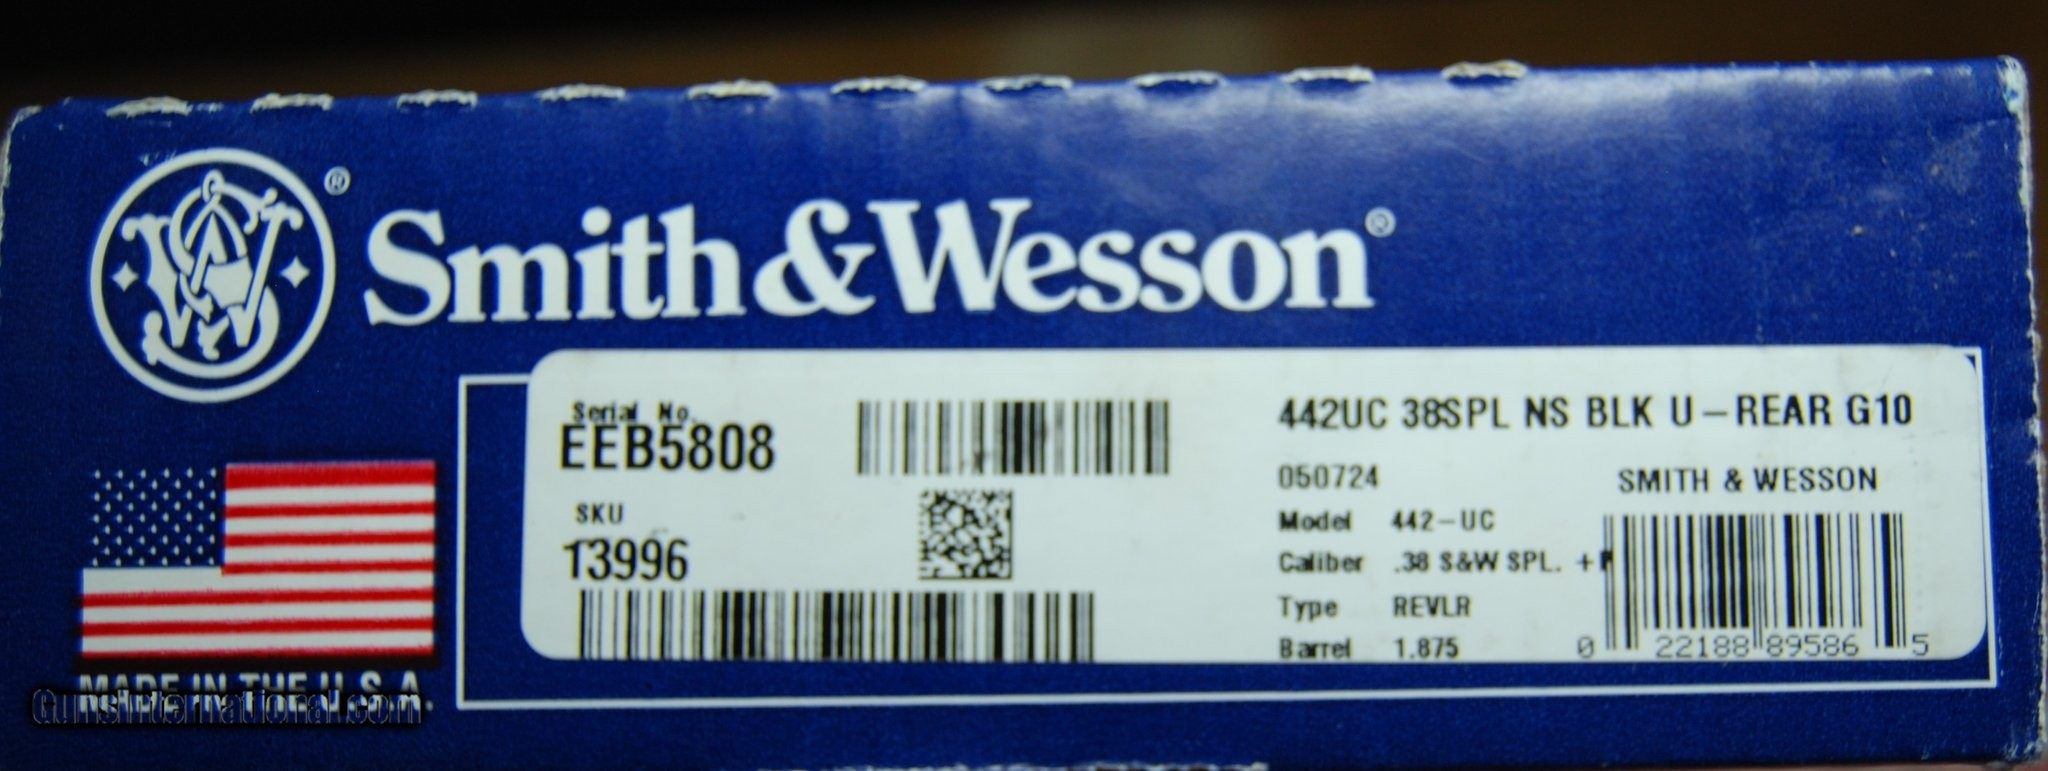 Smith & Wesson®
Serial No.
EEB5808
SKU
13996
442UC 38SPL NS BLK U-REAR G10
050724
SMITH & WESSON
Model 442-UC
Caliber .38 S&W SPL. +P
Type REVLR
Barrel 1.875
0 22188 89586 5
MADE IN THE U.S.A.
GunsInternational.com